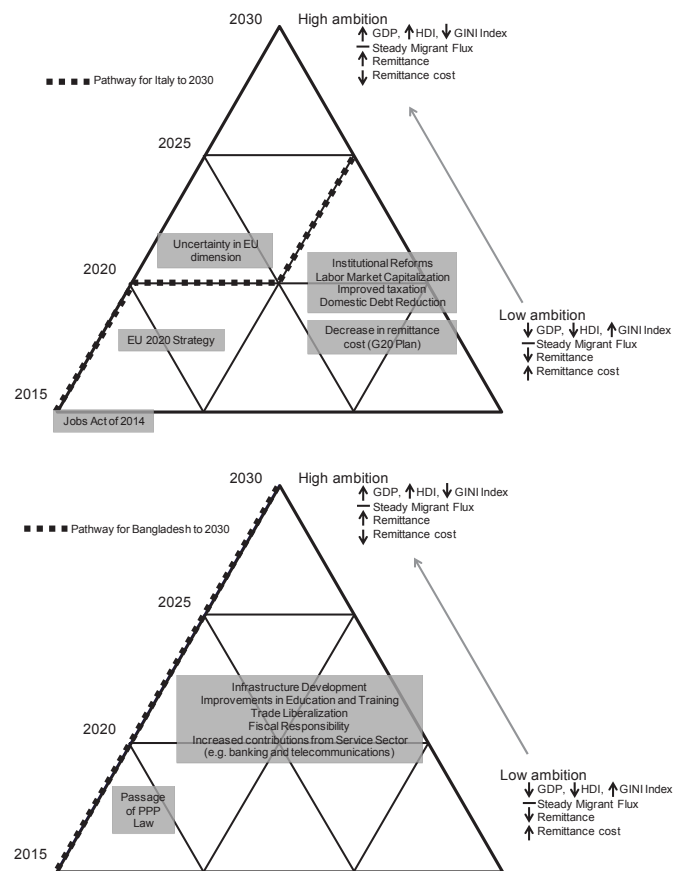 2030
High ambition
↑ GDP, ↑ HDI, ↓ GINI Index
— Steady Migrant Flux
↑ Remittance
↓ Remittance cost
Pathway for Italy to 2030
2025
Uncertainty in EU
dimension
2020
Institutional Reforms
Labor Market Capitalization
Improved taxation
Domestic Debt Reduction
EU 2020 Strategy
Decrease in remittance
cost (G20 Plan)
Low ambition
↓ GDP, ↓ HDI, ↑ GINI Index
— Steady Migrant Flux
↓ Remittance
↑ Remittance cost
2015
Jobs Act of 2014
2030
High ambition
↑ GDP, ↑ HDI, ↓ GINI Index
— Steady Migrant Flux
↑ Remittance
↓ Remittance cost
Pathway for Bangladesh to 2030
2025
Infrastructure Development
Improvements in Education and Training
Trade Liberalization
Fiscal Responsibility
Increased contributions from Service Sector
(e.g. banking and telecommunications)
2020
Passage
of PPP
Law
Low ambition
↓ GDP, ↓ HDI, ↑ GINI Index
— Steady Migrant Flux
↓ Remittance
↑ Remittance cost
2015